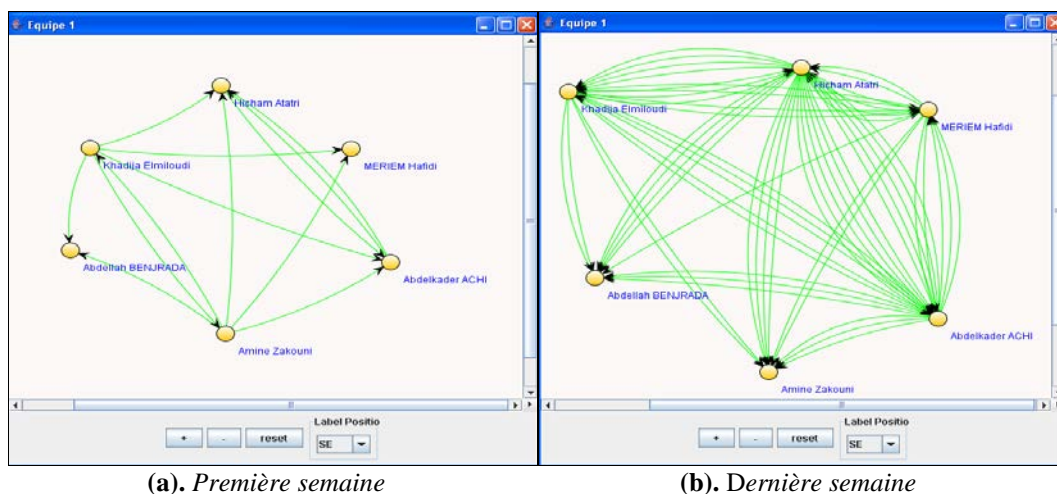 Equipe 1
Hicham Atatri
Khadija Elmiloudi
MERIEM Hafidi
Abdellah BENJRADA
Abdelkader ACHI
Amine Zakouni
Label Positio
+ - reset SE
(a). Première semaine
Equipe 1
Hicham Atatri
Khadija Elmiloudi
MERIEM Hafidi
Abdellah BENJRADA
Abdelkader ACHI
Amine Zakouni
Label Positio
+ - reset SE
(b). Dernière semaine